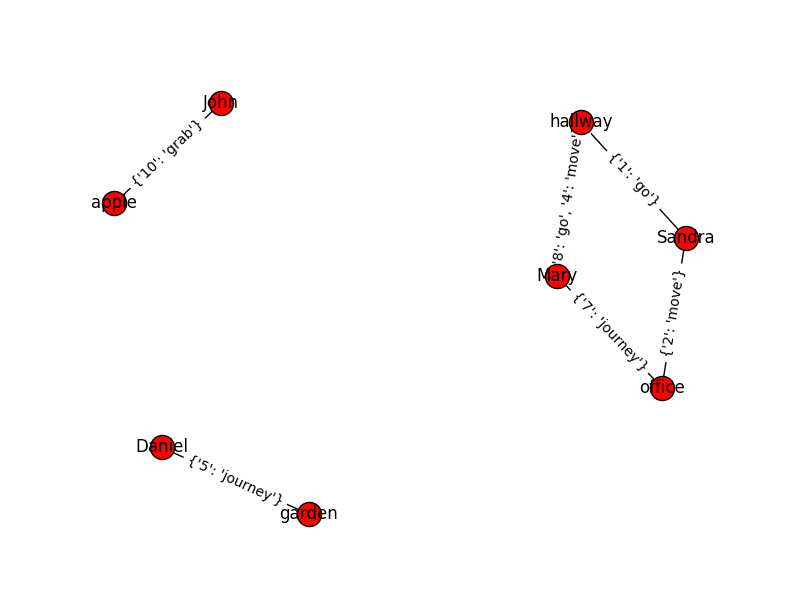 John
{'10': 'grab'}
apple
hallway
{'1': 'go'}
'8': 'go', '4': 'move'
Sandra
Mary
{'7': 'journey'}
{'2': 'move'}
office
Daniel
{'5': 'journey'}
garden